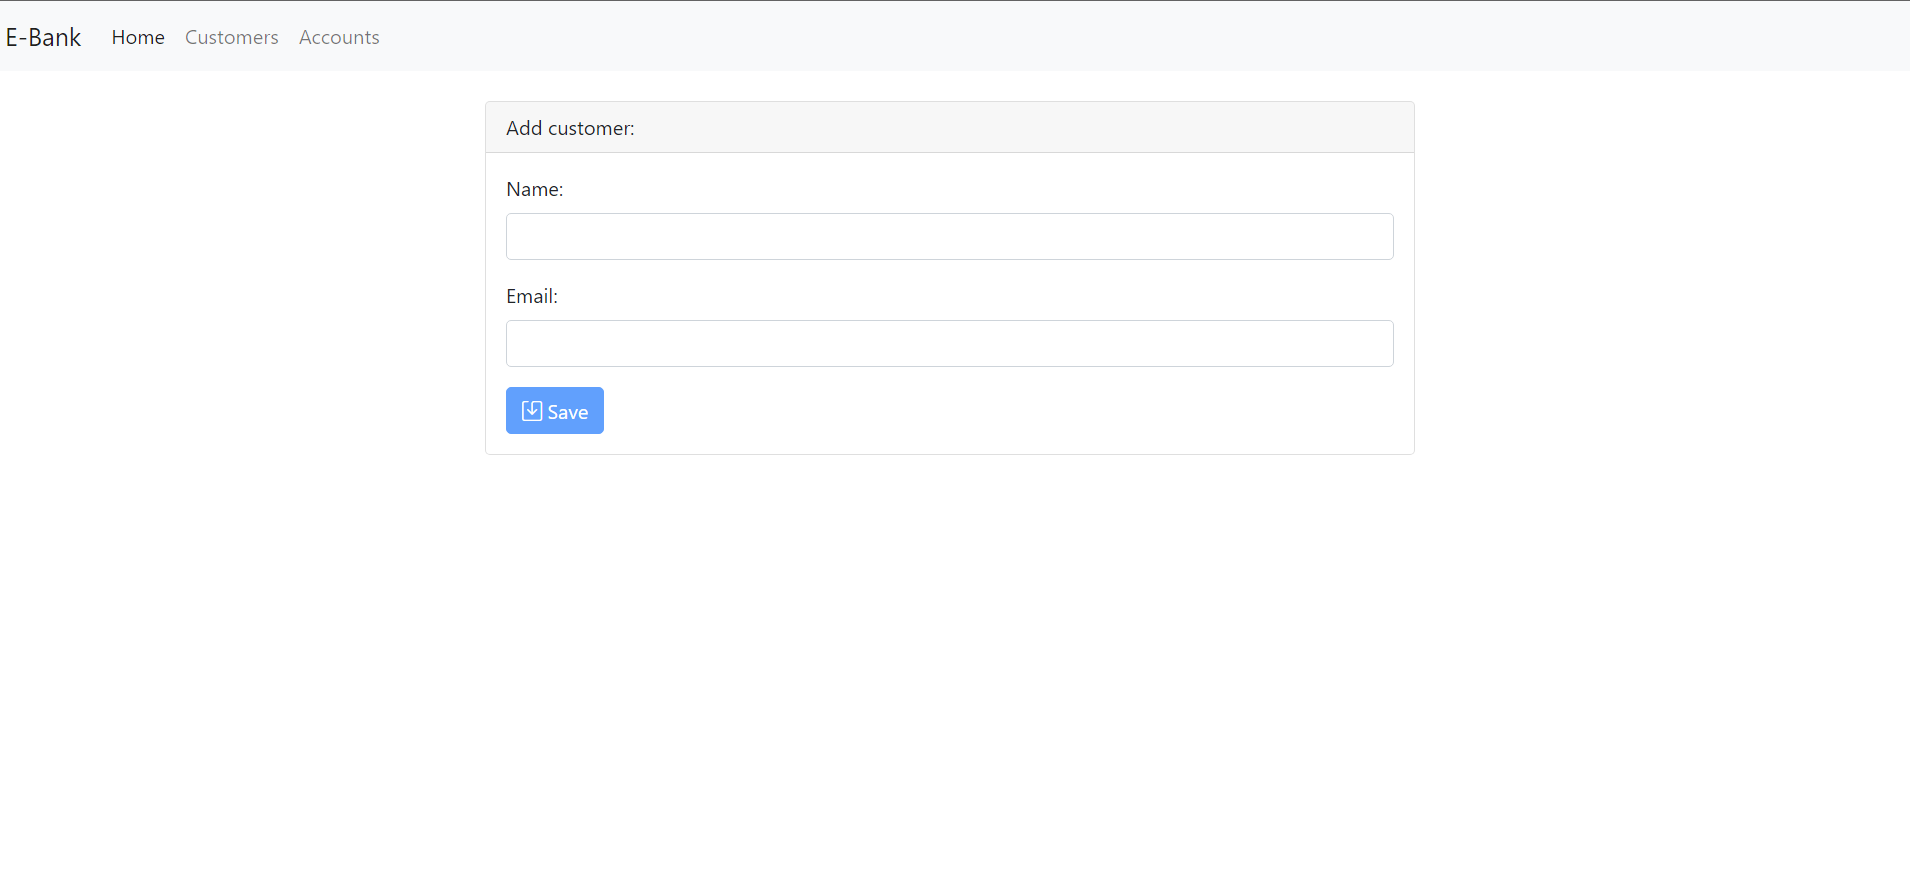 E-Bank Home Customers Accounts
Add customer:
Name:
Email:
Save